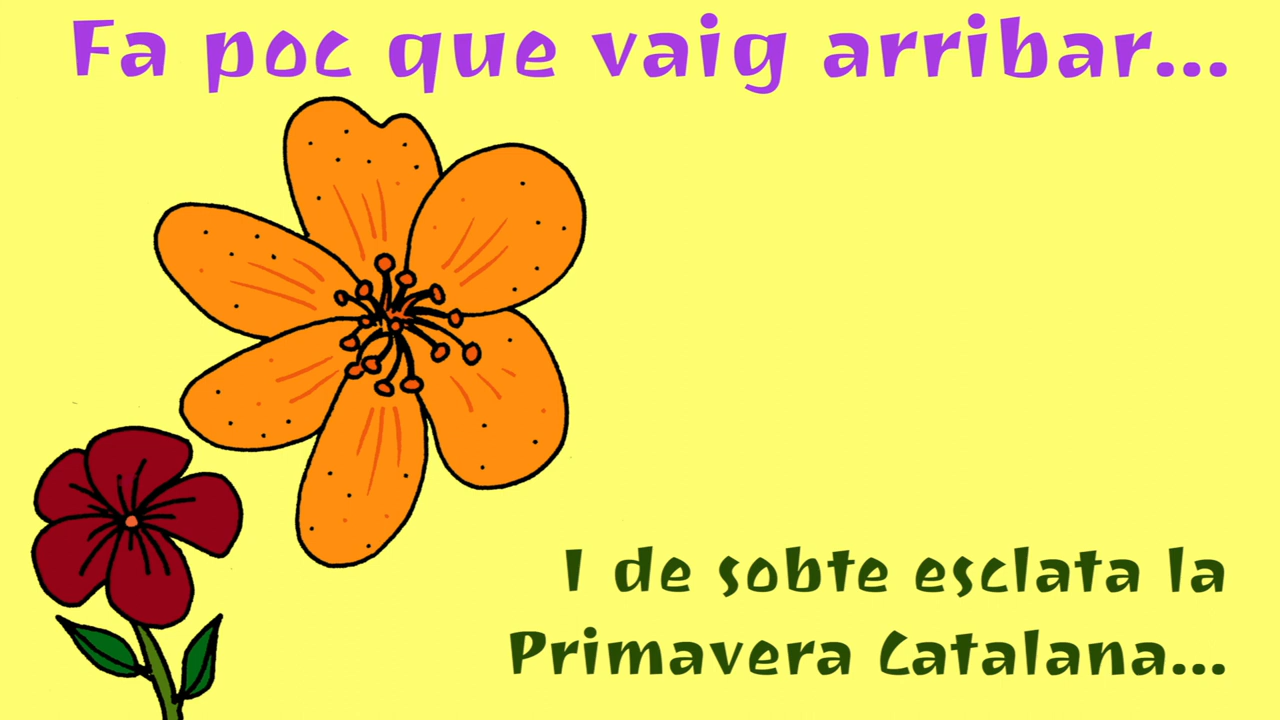 Fa poc que vaig arribar...
I de sobte esclata la
Primavera Catalana...